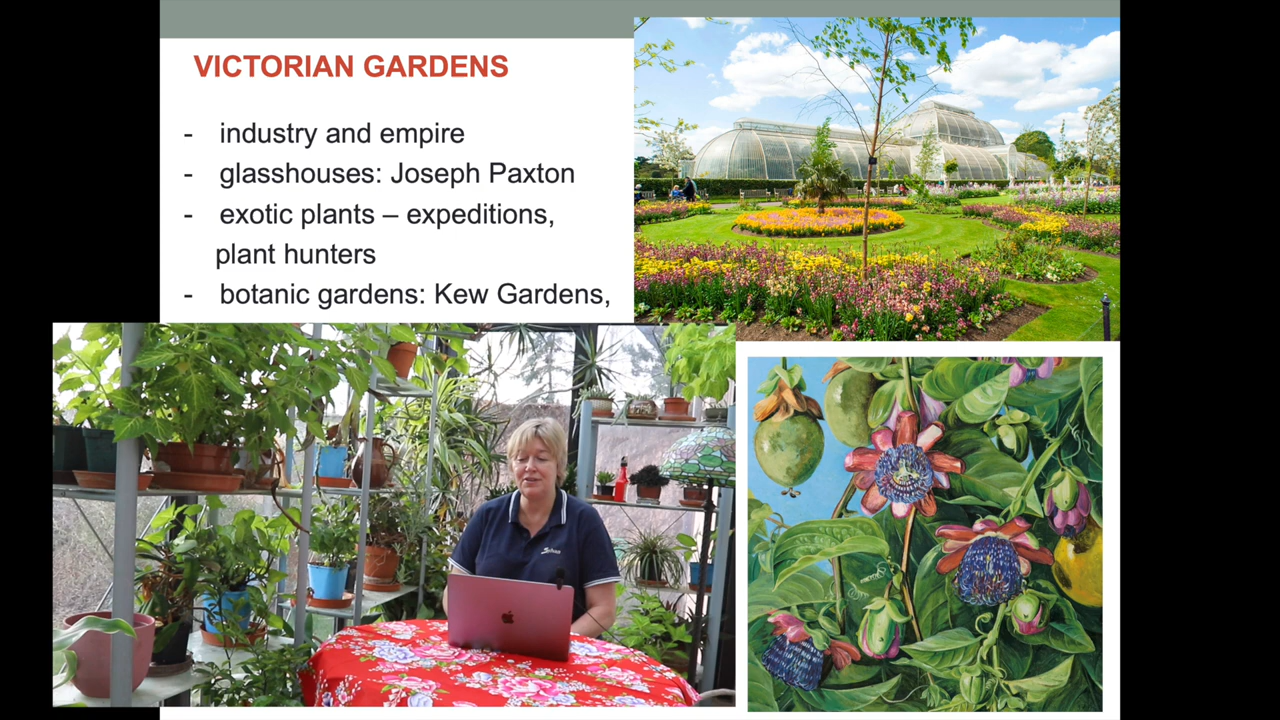 VICTORIAN GARDENS
- industry and empire
- glasshouses: Joseph Paxton
- exotic plants – expeditions,
plant hunters
- botanic gardens: Kew Gardens,